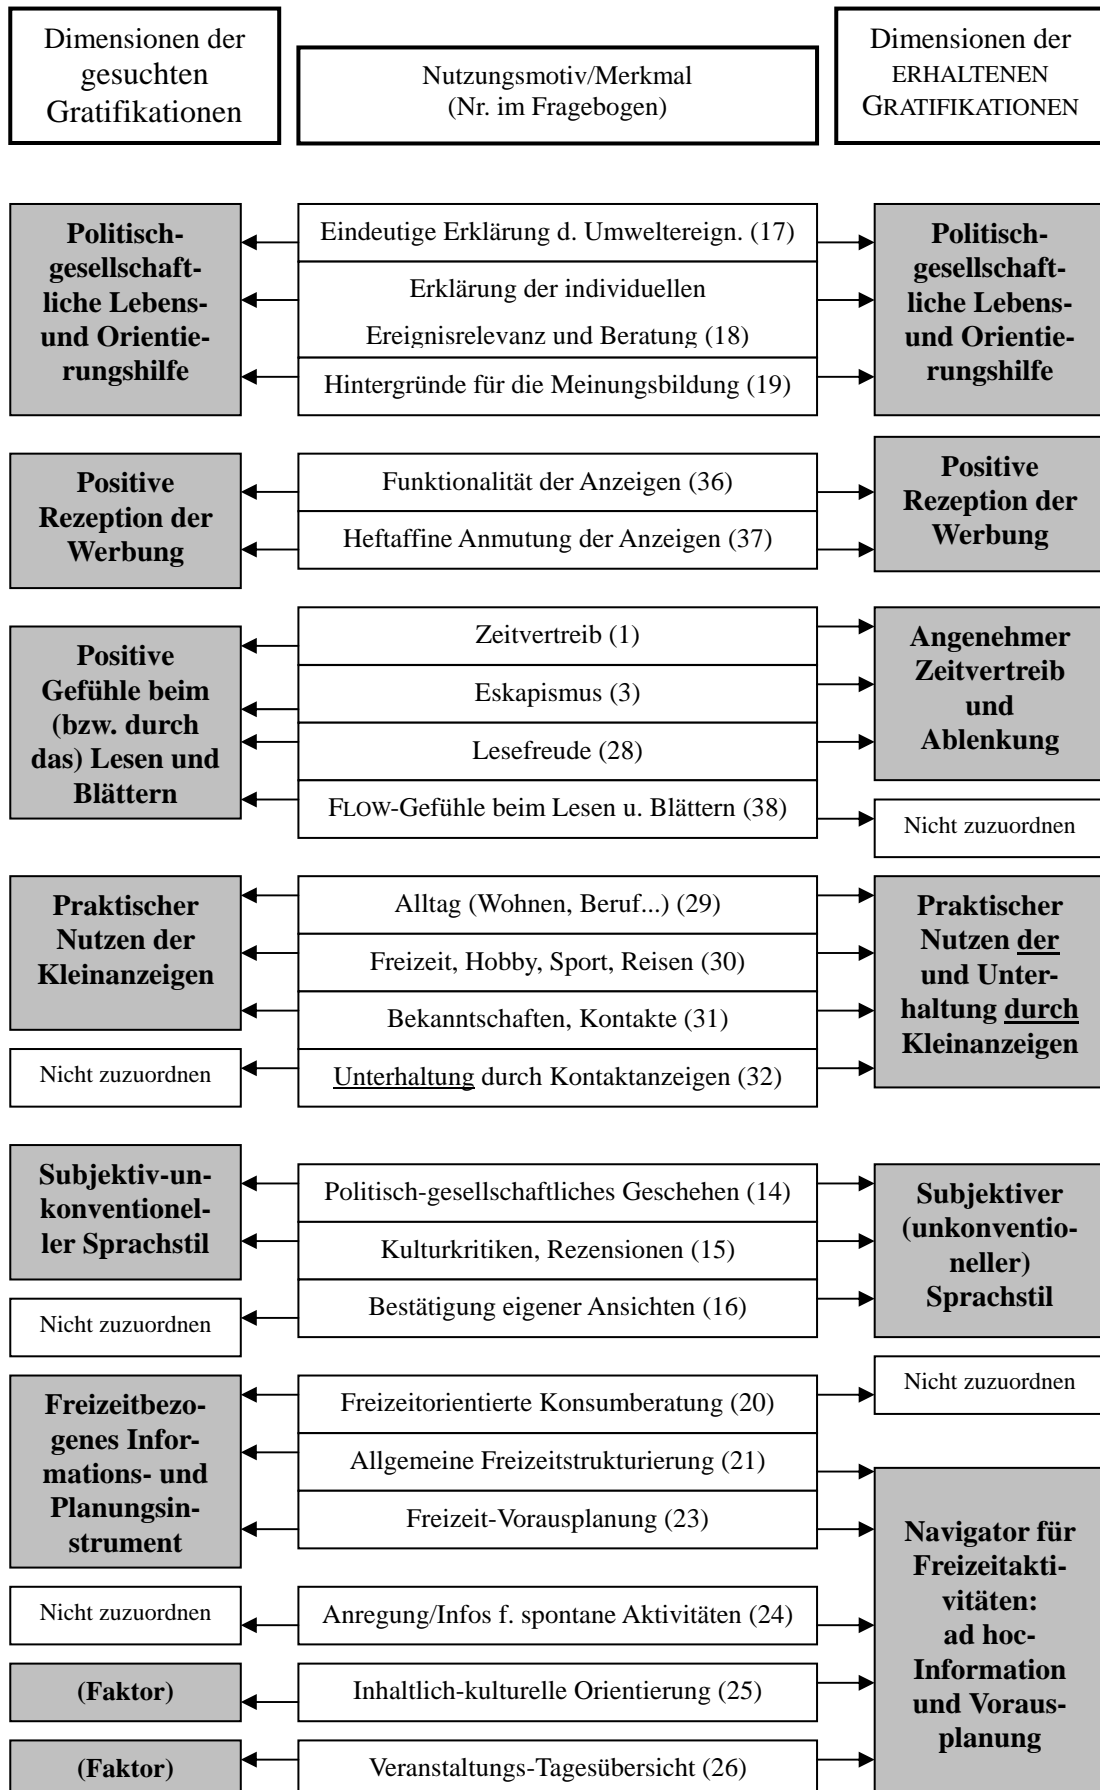 Dimensionen der
gesuchten
Gratifikationen
Nutzungsmotiv/Merkmal
(Nr. im Fragebogen)
Dimensionen der
ERHALTENEN
GRATIFIKATIONEN
Politisch-
gesellschaft-
liche Lebens-
und Orientie-
rungshilfe
Eindeutige Erklärung d. Umweltereign. (17)
Erklärung der individuellen
Ereignisrelevanz und Beratung (18)
Hintergründe für die Meinungsbildung (19)
Politisch-
gesellschaft-
liche Lebens-
und Orientie-
rungshilfe
Positive
Rezeption der
Werbung
Funktionalität der Anzeigen (36)
Heftaffine Anmutung der Anzeigen (37)
Positive
Rezeption der
Werbung
Positive
Gefühle beim
(bzw. durch
das) Lesen und
Blättern
Zeitvertreib (1)
Eskapismus (3)
Lesefreude (28)
FLOW-Gefühle beim Lesen u. Blättern (38)
Angenehmer
Zeitvertreib
und
Ablenkung
Nicht zuzuordnen
Praktischer
Nutzen der
Kleinanzeigen
Nicht zuzuordnen
Alltag (Wohnen, Beruf...) (29)
Freizeit, Hobby, Sport, Reisen (30)
Bekanntschaften, Kontakte (31)
Unterhaltung durch Kontaktanzeigen (32)
Praktischer
Nutzen der
und Unter-
haltung durch
Kleinanzeigen
Subjektiv-un-
konventionel-
ler Sprachstil
Nicht zuzuordnen
Politisch-gesellschaftliches Geschehen (14)
Kulturkritiken, Rezensionen (15)
Bestätigung eigener Ansichten (16)
Subjektiver
(unkonventio-
neller)
Sprachstil
Freizeitbezo-
genes Infor-
mations- und
Planungsin-
strument
Nicht zuzuordnen
(Faktor)
(Faktor)
Freizeitorientierte Konsumberatung (20)
Allgemeine Freizeitstrukturierung (21)
Freizeit-Vorausplanung (23)
Anregung/Infos f. spontane Aktivitäten (24)
Inhaltlich-kulturelle Orientierung (25)
Veranstaltungs-Tagesübersicht (26)
Nicht zuzuordnen
Navigator für
Freizeitakti-
vitäten:
ad hoc-
Information
und Voraus-
planung